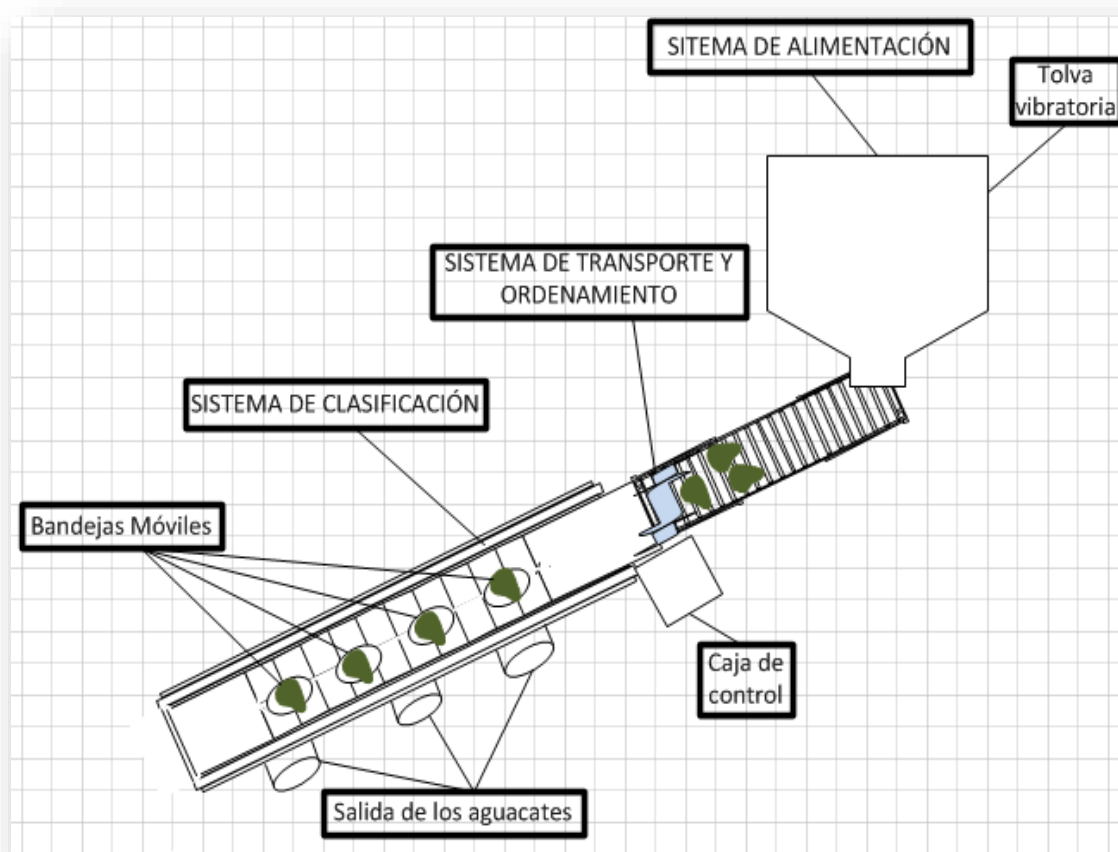 SITEMA DE ALIMENTACIÓN
Tolva
vibratoria
SISTEMA DE TRANSPORTE Y
ORDENAMIENTO
SISTEMA DE CLASIFICACIÓN
Bandejas Móviles
Caja de
control
Salida de los aguacates